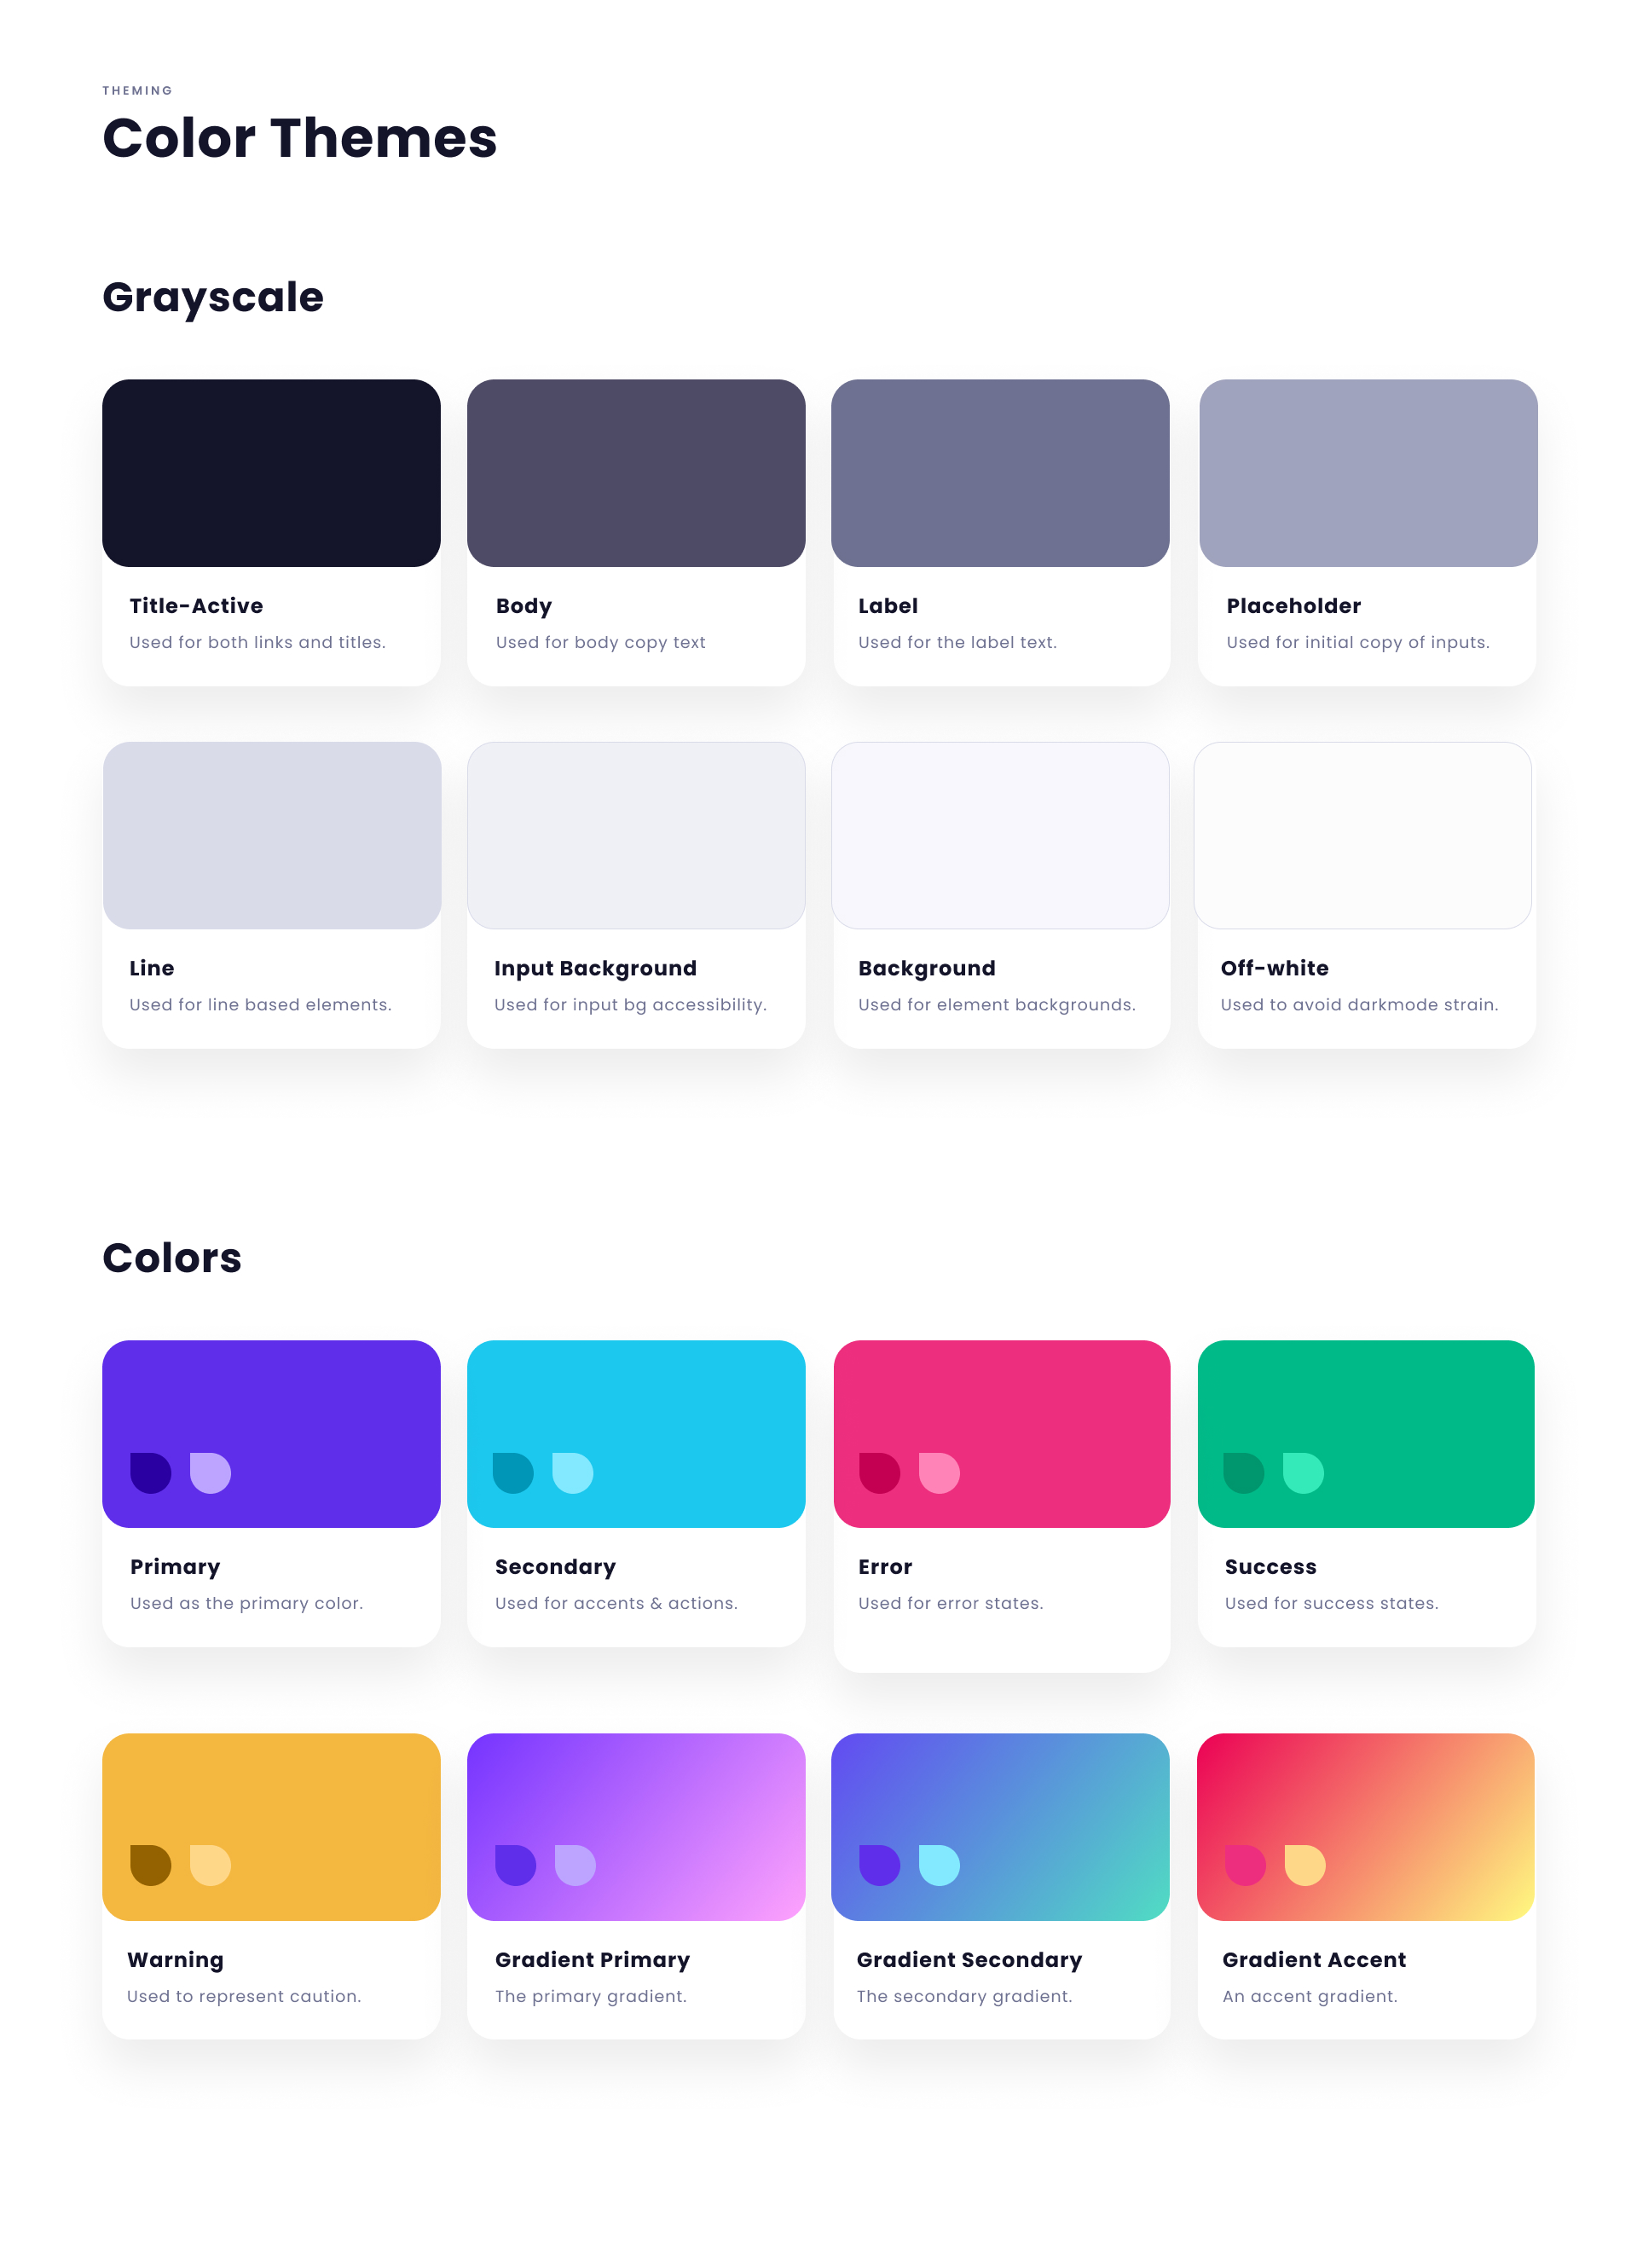 THEMING
Color Themes
Grayscale
Title-Active
Used for both links and titles.
Body
Used for body copy text
Label
Used for the label text.
Placeholder
Used for initial copy of inputs.
Line
Used for line based elements.
Input Background
Used for input bg accessibility.
Background
Used for element backgrounds.
Off-white
Used to avoid darkmode strain.
Colors
Primary
Used as the primary color.
Secondary
Used for accents & actions.
Error
Used for error states.
Success
Used for success states.
Warning
Used to represent caution.
Gradient Primary
The primary gradient.
Gradient Secondary
The secondary gradient.
Gradient Accent
An accent gradient.